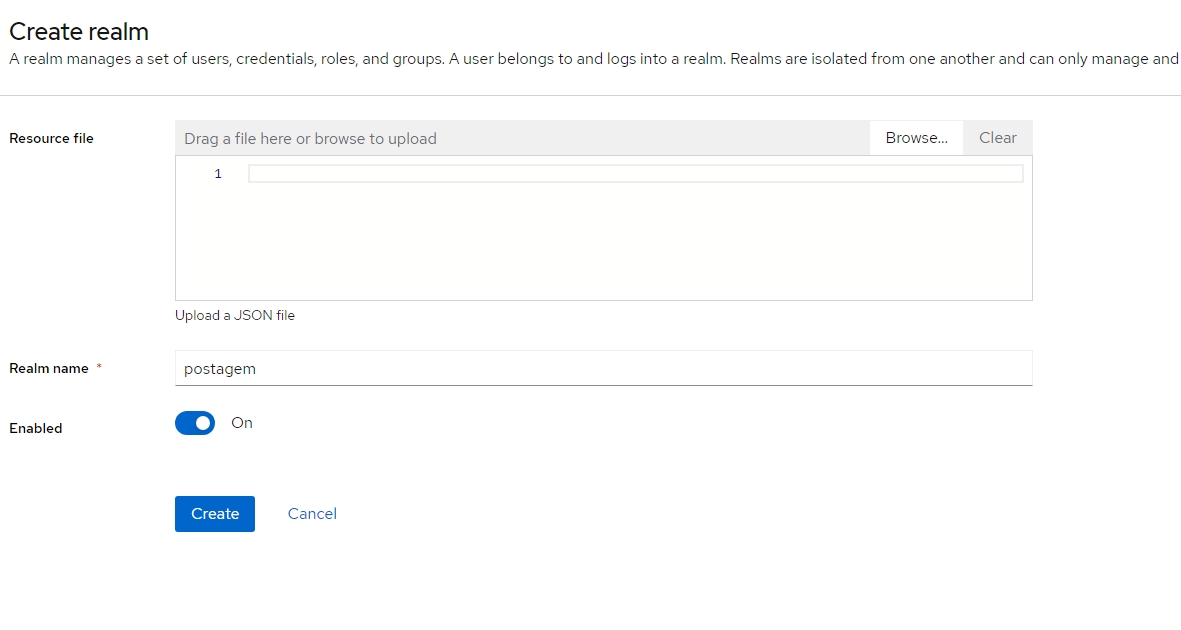 Create realm
A realm manages a set of users, credentials, roles, and groups. A user belongs to and logs into a realm. Realms are isolated from one another and can only manage and
Resource file
Drag a file here or browse to upload
Browse...
Clear
1
Upload a JSON file
Realm name *
postagem
Enabled
On
Create
Cancel